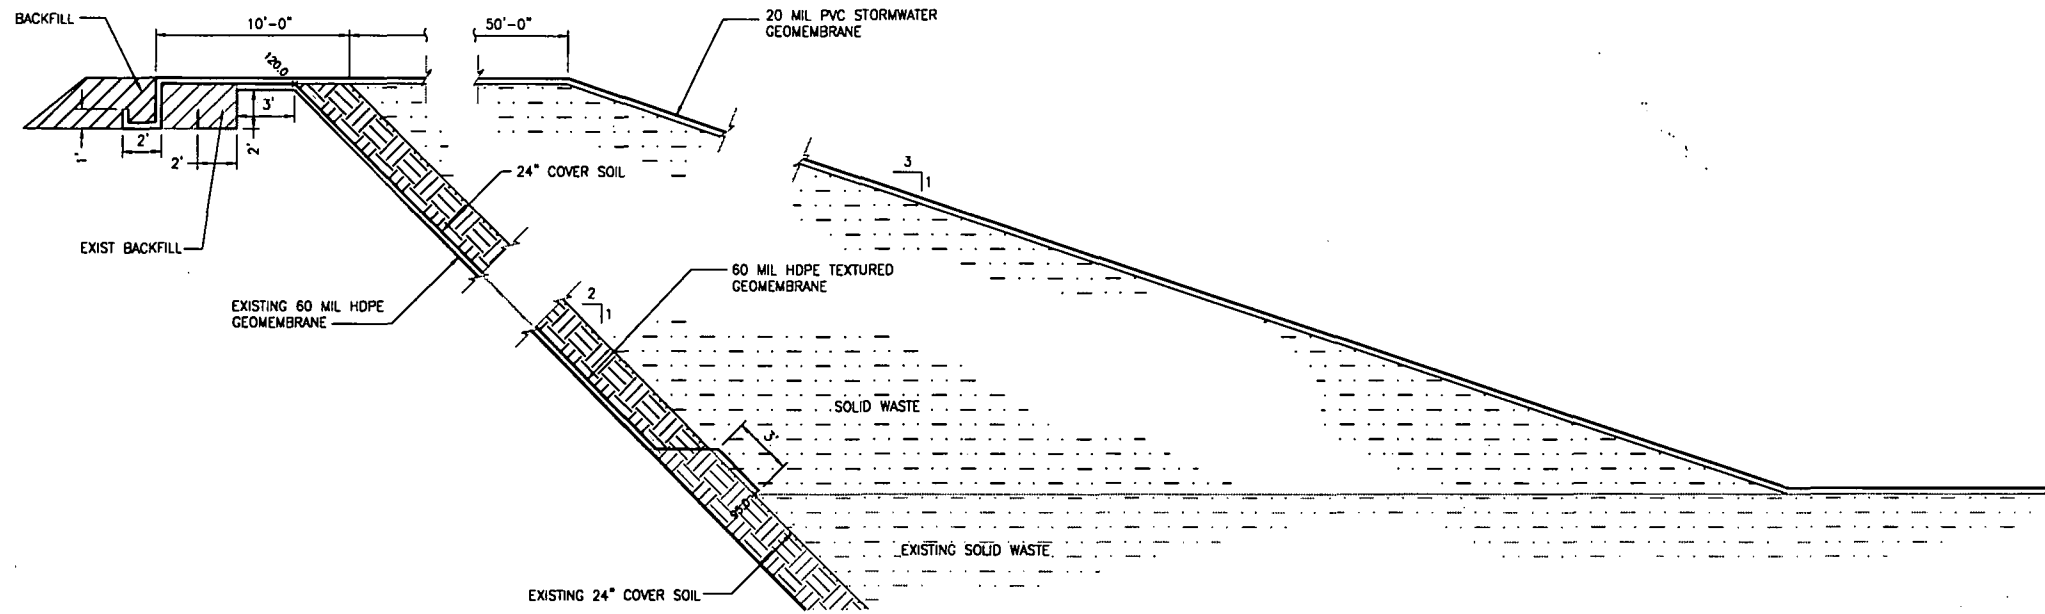 BACKFILL
10'-0"
50'-0"
20 MIL PVC STORMWATER
GEOMEMBRANE
120.0
3'
2'
1'
2'
2'
3
1
24" COVER SOIL
EXIST BACKFILL
60 MIL HDPE TEXTURED
GEOMEMBRANE
EXISTING 60 MIL HDPE
GEOMEMBRANE
2
1
SOLID WASTE
3'
95.0
EXISTING SOLID WASTE
EXISTING 24" COVER SOIL